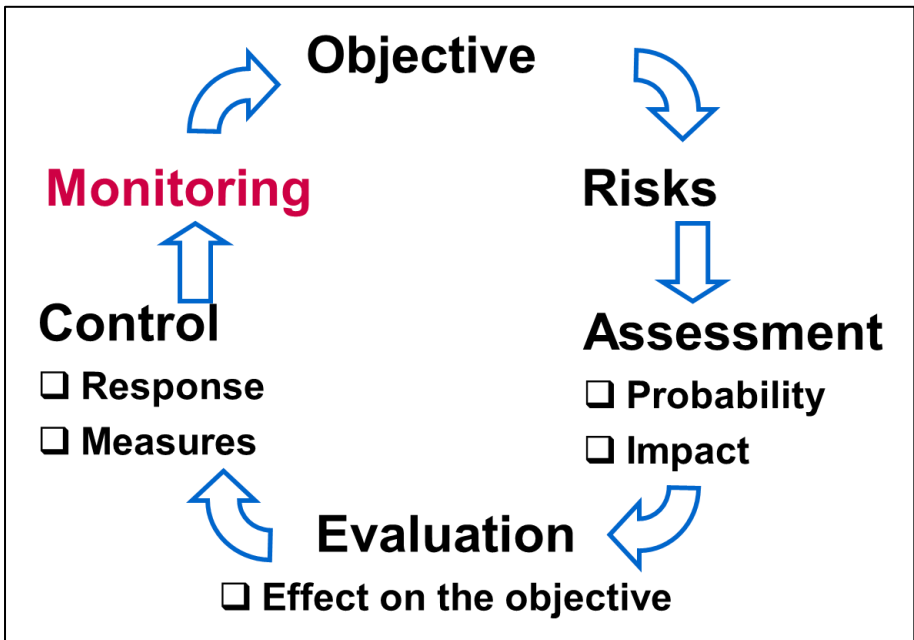 Objective
Risks
Assessment
❑ Probability
❑ Impact
Evaluation
❑ Effect on the objective
Control
❑ Response
❑ Measures
Monitoring